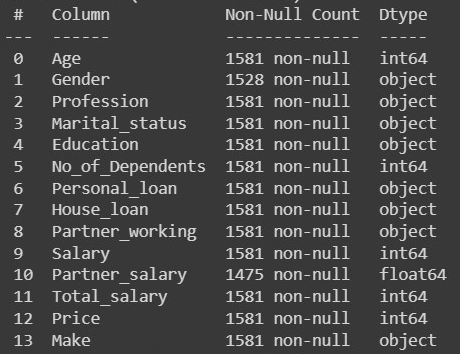 #   Column            Non-Null Count  Dtype
---  ------            --------------  -----
0   Age               1581 non-null   int64
1   Gender            1528 non-null   object
2   Profession        1581 non-null   object
3   Marital_status    1581 non-null   object
4   Education         1581 non-null   object
5   No_of_Dependents  1581 non-null   int64
6   Personal_loan     1581 non-null   object
7   House_loan        1581 non-null   object
8   Partner_working   1581 non-null   object
9   Salary            1581 non-null   int64
10  Partner_salary    1475 non-null   float64
11  Total_salary      1581 non-null   int64
12  Price             1581 non-null   int64
13  Make              1581 non-null   object